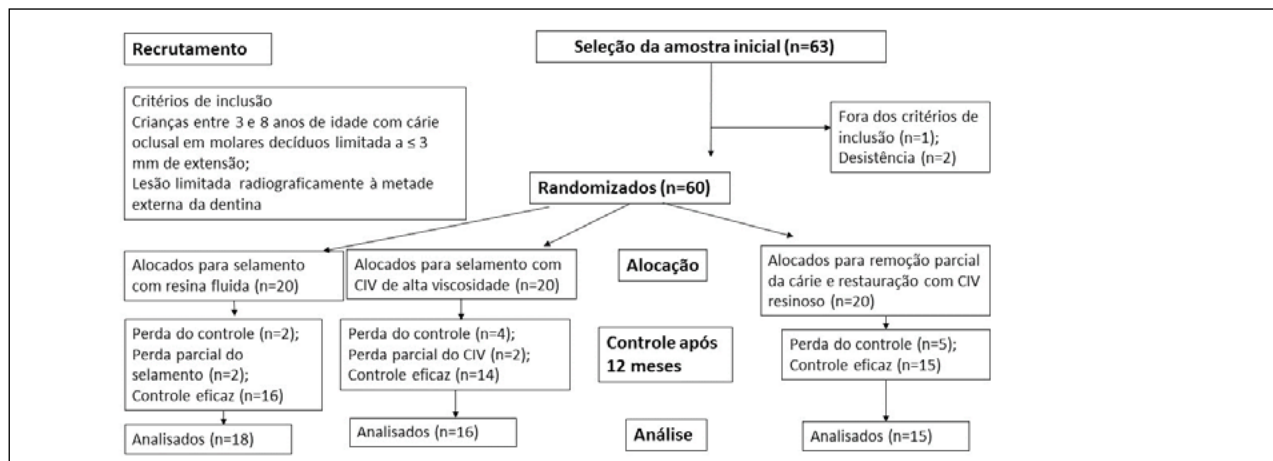 Recrutamento
Seleção da amostra inicial (n=63)
Critérios de inclusão
Crianças entre 3 e 8 anos de idade com cárie
oclusal em molares decíduos limitada a ≤ 3
mm de extensão;
Lesão limitada radiograficamente à metade
externa da dentina
Fora dos critérios de
inclusão (n=1);
Desistência (n=2)
Randomizados (n=60)
Alocados para selamento
com resina fluida (n=20)
Alocados para selamento com
CIV de alta viscosidade (n=20)
Alocação
Alocados para remoção parcial
da cárie e restauração com CIV
resinoso (n=20)
Perda do controle (n=2);
Perda parcial do
selamento (n=2);
Controle eficaz (n=16)
Perda do controle (n=4);
Perda parcial do CIV (n=2);
Controle eficaz (n=14)
Controle após
12 meses
Perda do controle (n=5);
Controle eficaz (n=15)
Analisados (n=18)
Analisados (n=16)
Análise
Analisados (n=15)